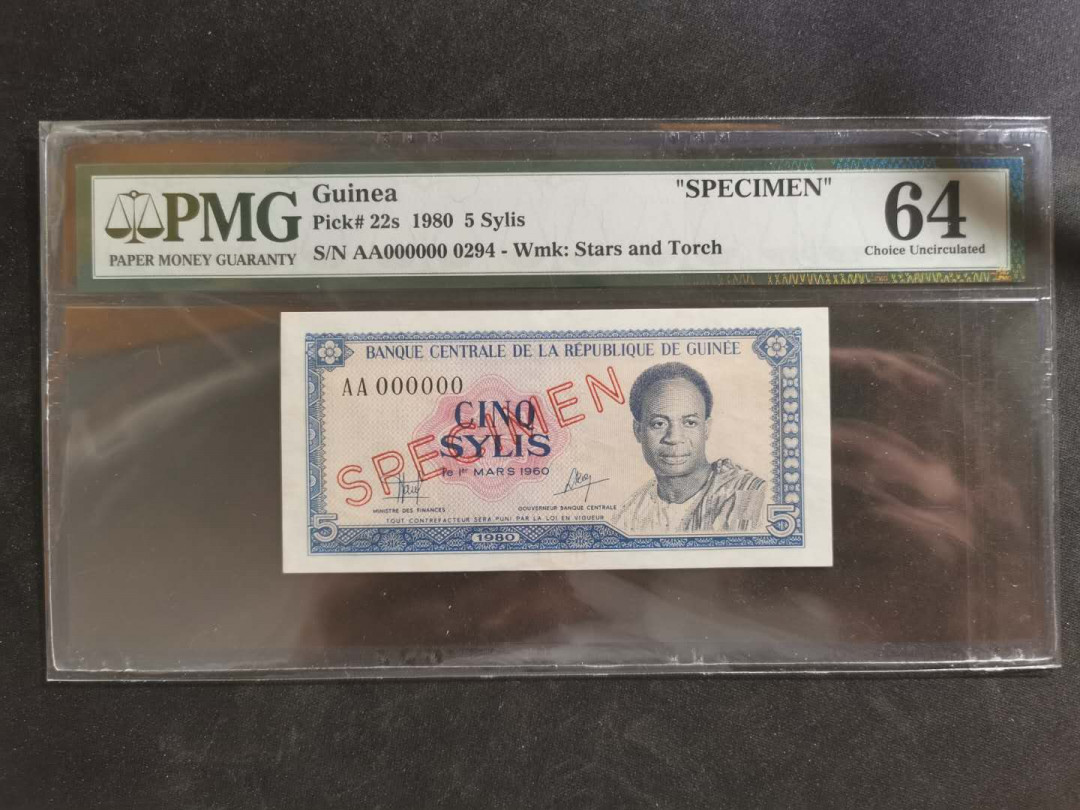 PMG
PAPER MONEY GUARANTY
Guinea
Pick# 22s 1980 5 Sylis
S/N AA000000 0294 - Wmk: Stars and Torch
"SPECIMEN"
64
Choice Uncirculated
BANQUE CENTRALE DE LA RÉPUBLIQUE DE GUINÉE
AA 000000
CINQ
SYLIS
SPECIMEN
le 1er MARS 1960
MINISTRE DES FINANCES
GOUVERNEUR BANQUE CENTRALE
TOUT CONTREFACTEUR SERA PUNI PAR LA LOI EN VIGUEUR
5
1980
5